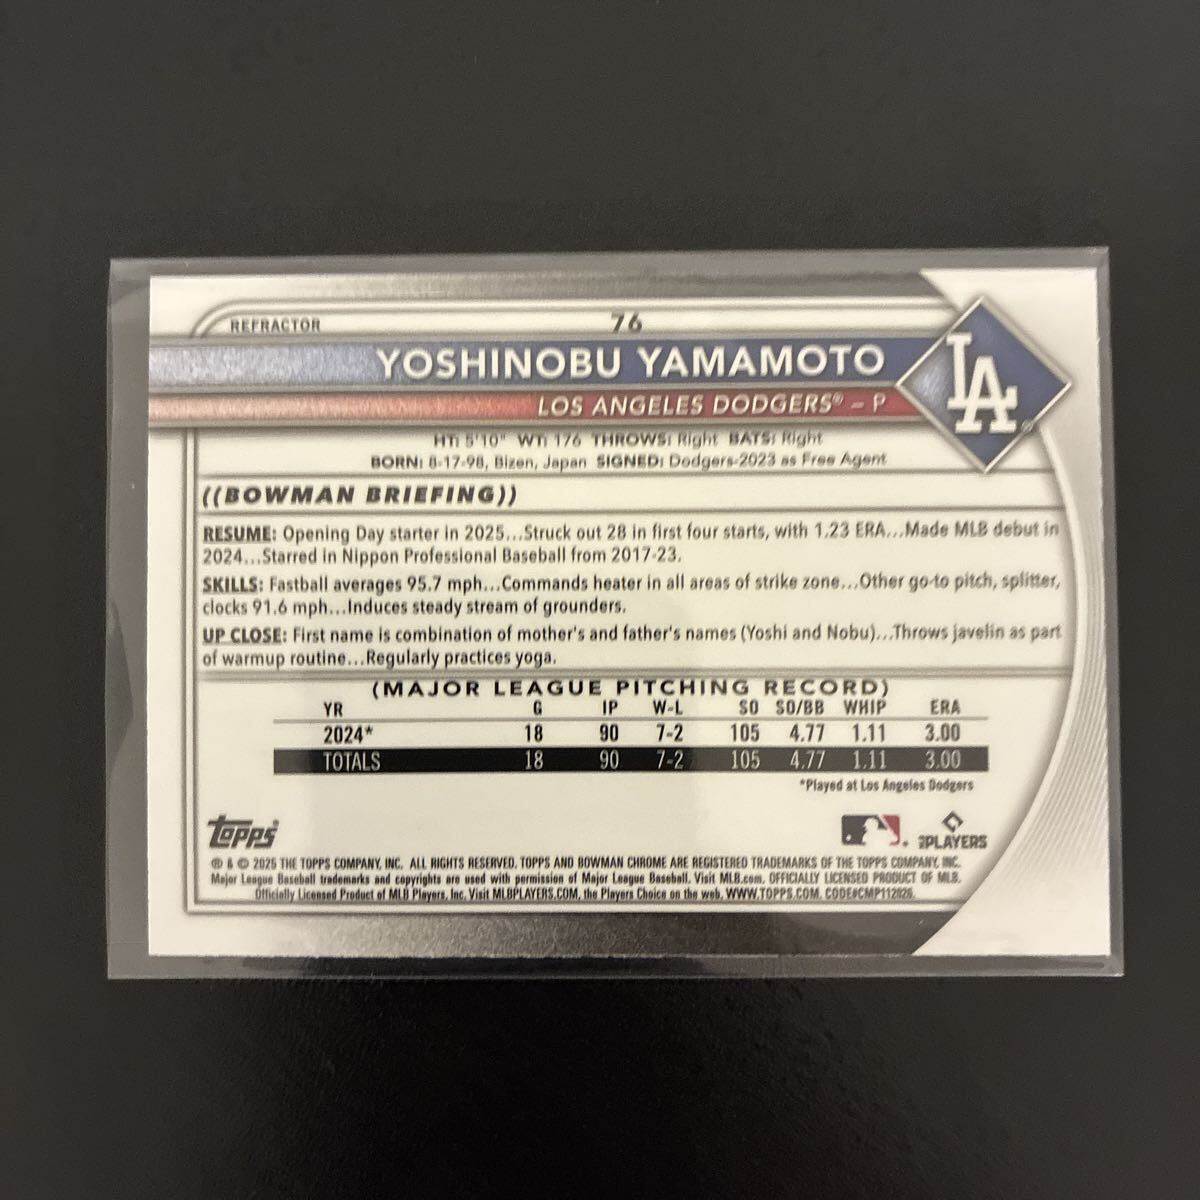 REFRACTOR
76
YOSHINOBU YAMAMOTO
LOS ANGELES DODGERS® – P
LA
HT: 5'10" WT: 176 THROWS: Right BATS: Right
BORN: 8-17-98, Bizen, Japan SIGNED: Dodgers-2023 as Free Agent
((BOWMAN BRIEFING))
RESUME: Opening Day starter in 2025...Struck out 28 in first four starts, with 1.23 ERA...Made MLB debut in
2024...Starred in Nippon Professional Baseball from 2017-23.
SKILLS: Fastball averages 95.7 mph...Commands heater in all areas of strike zone...Other go-to pitch, splitter,
clocks 91.6 mph...Induces steady stream of grounders.
UP CLOSE: First name is combination of mother's and father's names (Yoshi and Nobu)...Throws javelin as part
of warmup routine...Regularly practices yoga.
(MAJOR LEAGUE PITCHING RECORD)
YR G IP W-L SO SO/BB WHIP ERA
2024* 18 90 7-2 105 4.77 1.11 3.00
TOTALS 18 90 7-2 105 4.77 1.11 3.00
*Played at Los Angeles Dodgers
Topps
PLAYERS
® & © 2025 THE TOPPS COMPANY, INC. ALL RIGHTS RESERVED. TOPPS AND BOWMAN CHROME ARE REGISTERED TRADEMARKS OF THE TOPPS COMPANY, INC.
Major League Baseball trademarks and copyrights are used with permission of Major League Baseball. Visit MLB.com. OFFICIALLY LICENSED PRODUCT OF MLB.
Officially Licensed Product of MLB Players, Inc. Visit MLBPLAYERS.COM, the Players Choice on the web. WWW.TOPPS.COM. CODE#CMP112026.